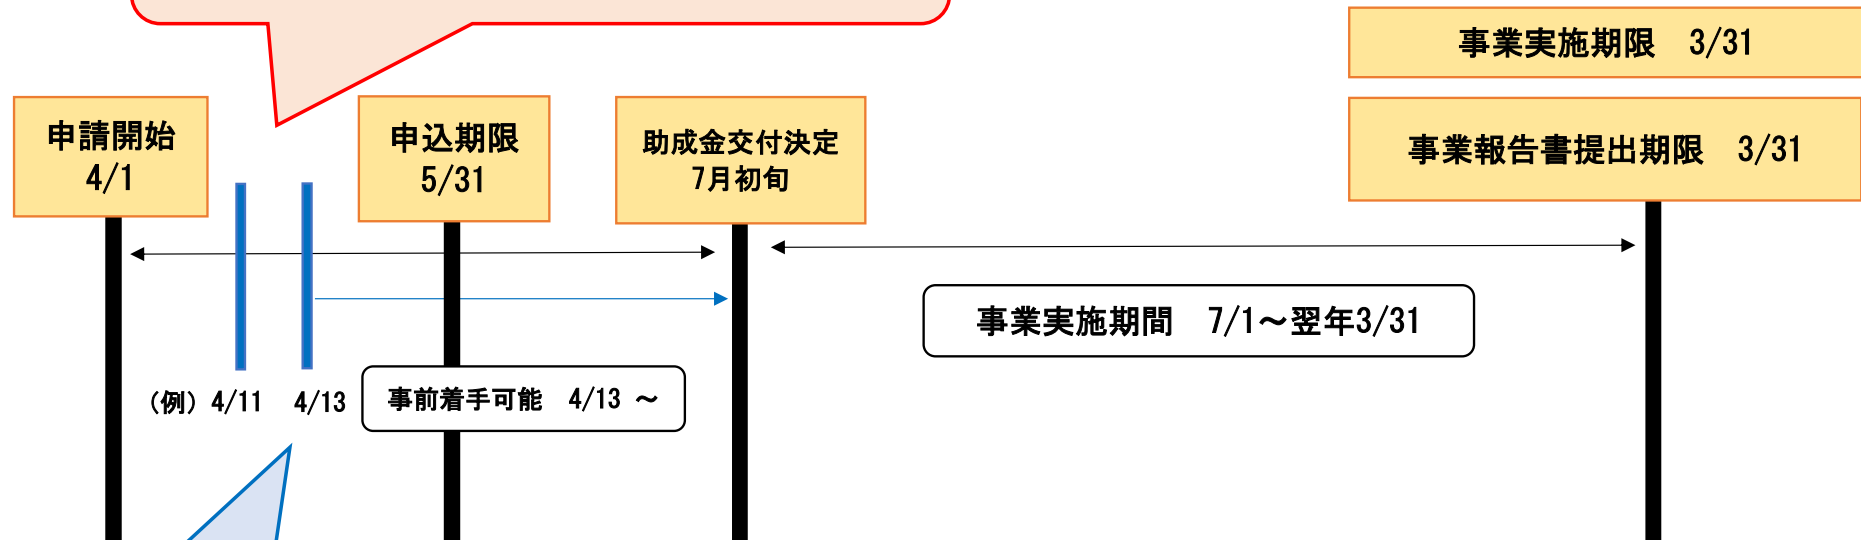 事業実施期限　3/31
申請開始
4/1
申込期限
5/31
助成金交付決定
7月初旬
事業報告書提出期限　3/31
事業実施期間　7/1～翌年3/31
（例）4/11　4/13
事前着手可能　4/13 ～